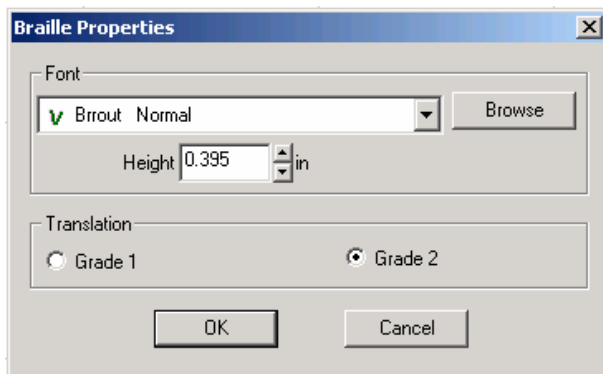 Braille Properties
Font
Brrout Normal
Browse
Height 0.395 in
Translation
Grade 1
Grade 2
OK
Cancel